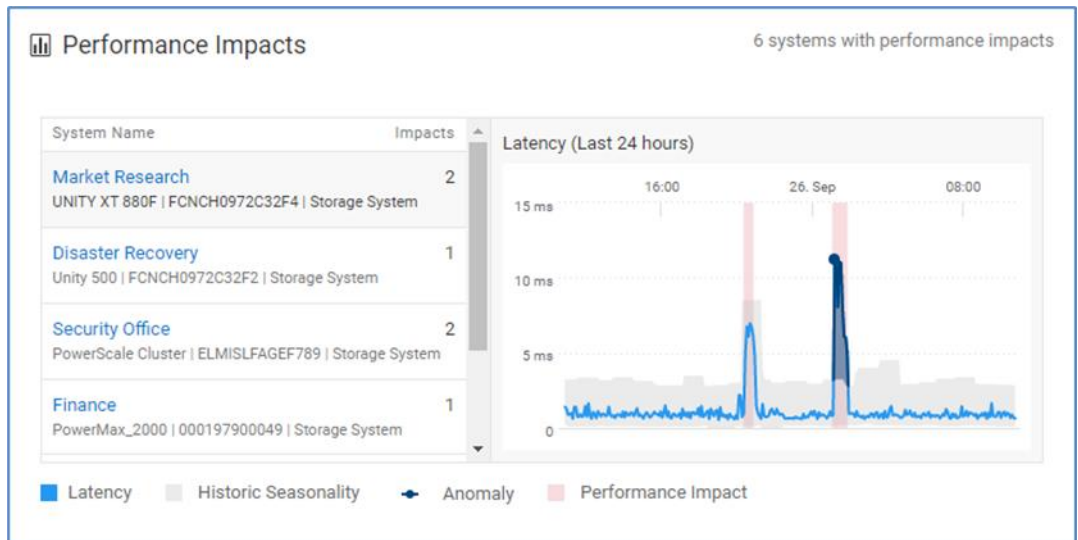 Performance Impacts
6 systems with performance impacts
System Name Impacts
Market Research 2
UNITY XT 880F | FCNCH0972C32F4 | Storage System
Disaster Recovery 1
Unity 500 | FCNCH0972C32F2 | Storage System
Security Office 2
PowerScale Cluster | ELMISLFAGEF789 | Storage System
Finance 1
PowerMax_2000 | 000197900049 | Storage System
Latency (Last 24 hours)
16:00 26. Sep 08:00
15 ms
10 ms
5 ms
0
Latency Historic Seasonality Anomaly Performance Impact